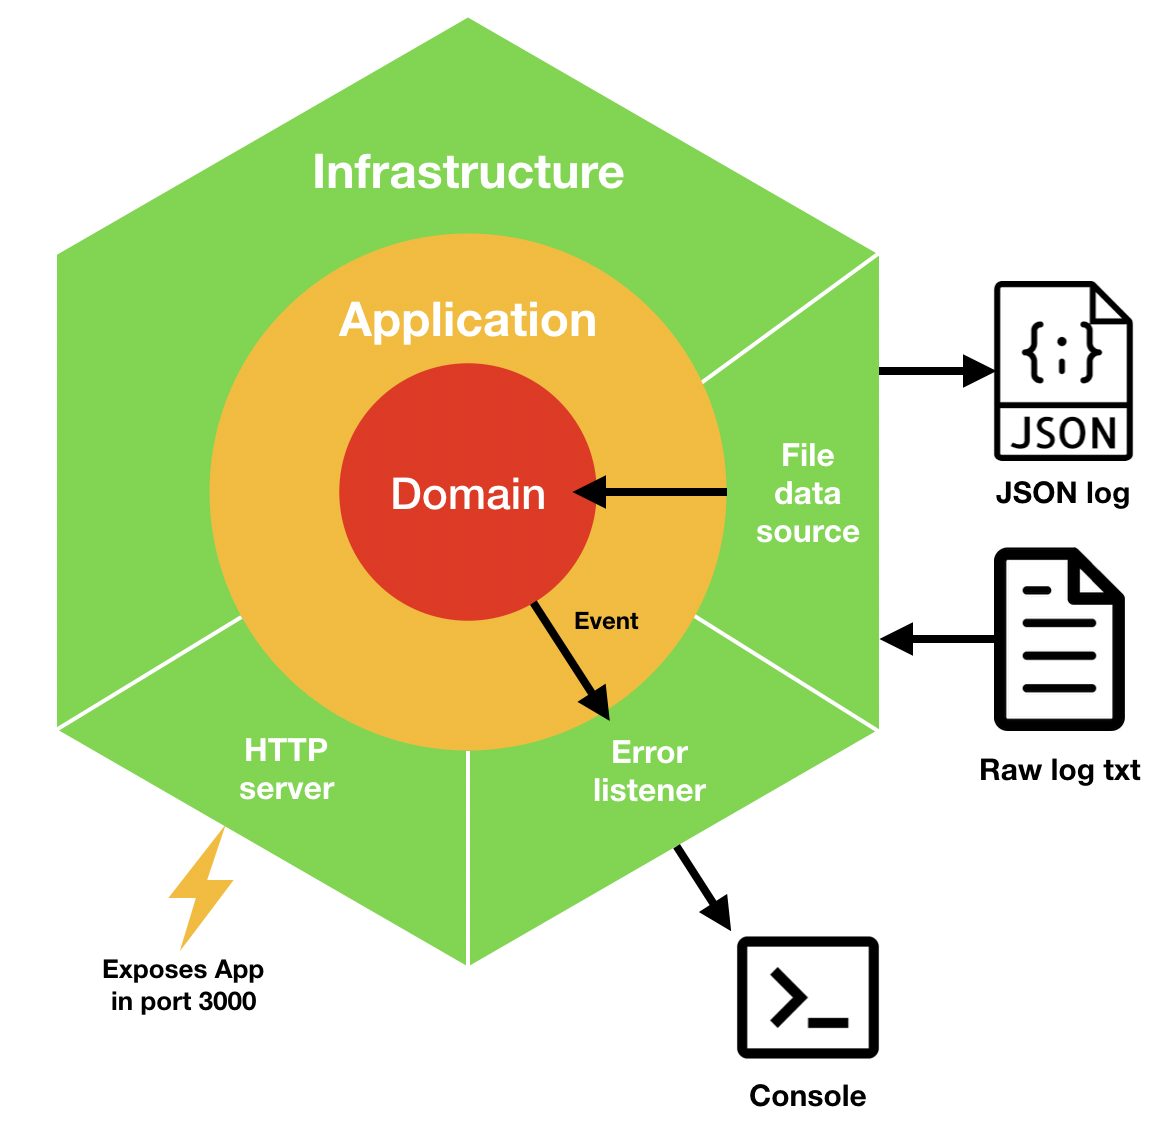 Infrastructure
Application
Domain
File
data
source
Event
HTTP
server
Error
listener
{;}
JSON
JSON log
Raw log txt
Exposes App
in port 3000
>_
Console